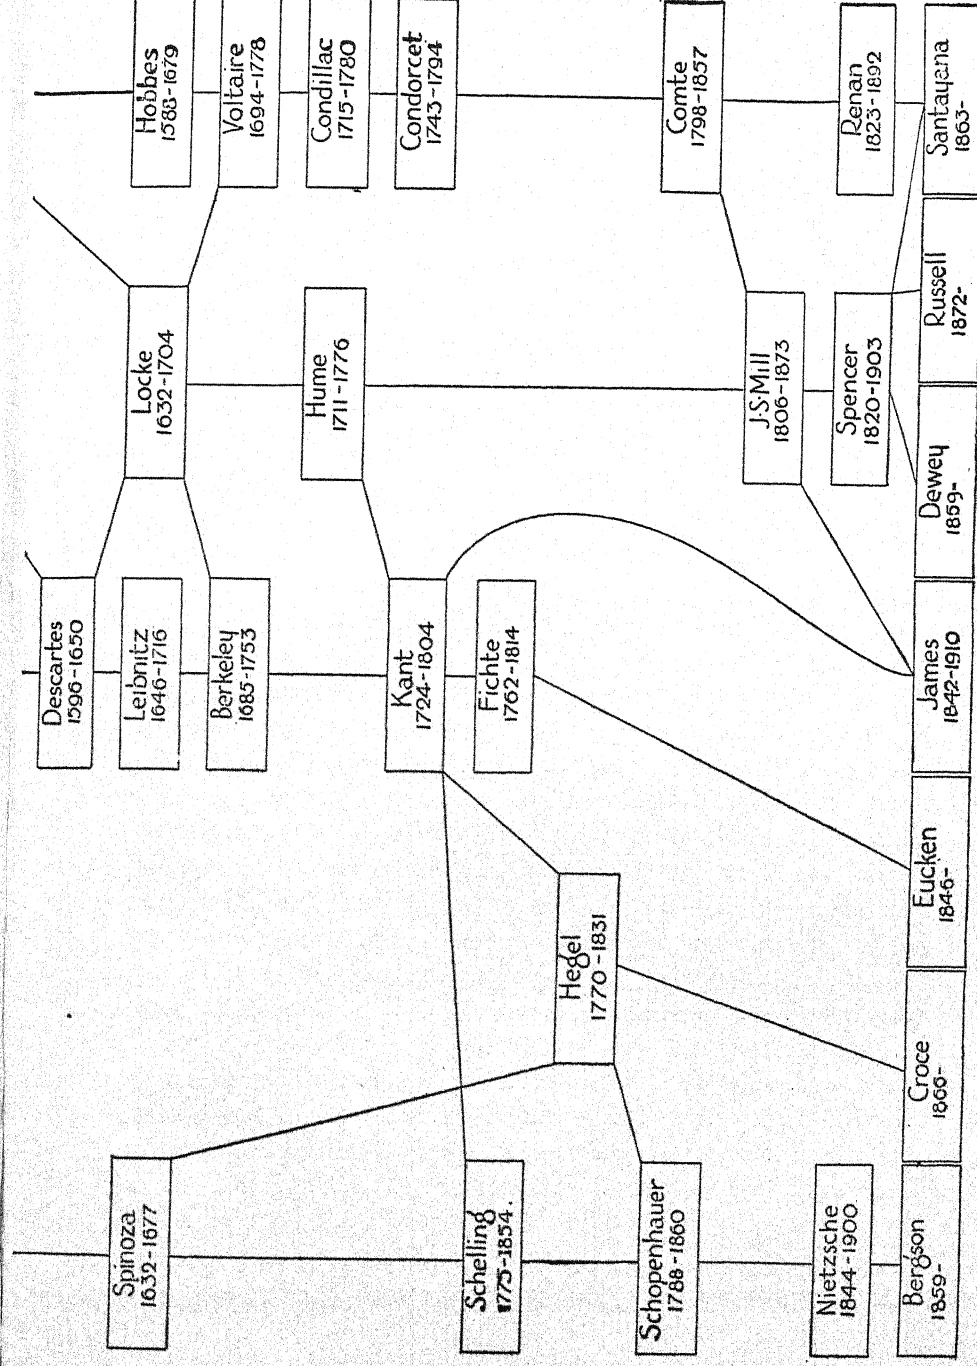 Hobbes
1588-1679
Voltaire
1694-1778
Condillac
1715-1780
Condorcet
1743-1794
Comte
1798-1857
Renan
1823-1892
Santayana
1863-
Locke
1632-1704
Hume
1711-1776
J.S.Mill
1806-1873
Spencer
1820-1903
Russell
1872-
Dewey
1859-
Descartes
1596-1650
Leibnitz
1646-1716
Berkeley
1685-1753
Kant
1724-1804
Fichte
1762-1814
James
1842-1910
Eucken
1846-
Hegel
1770-1831
Croce
1866-
Spinoza
1632-1677
Schelling
1775-1854.
Schopenhauer
1788-1860
Nietzsche
1844-1900
Bergson
1859-